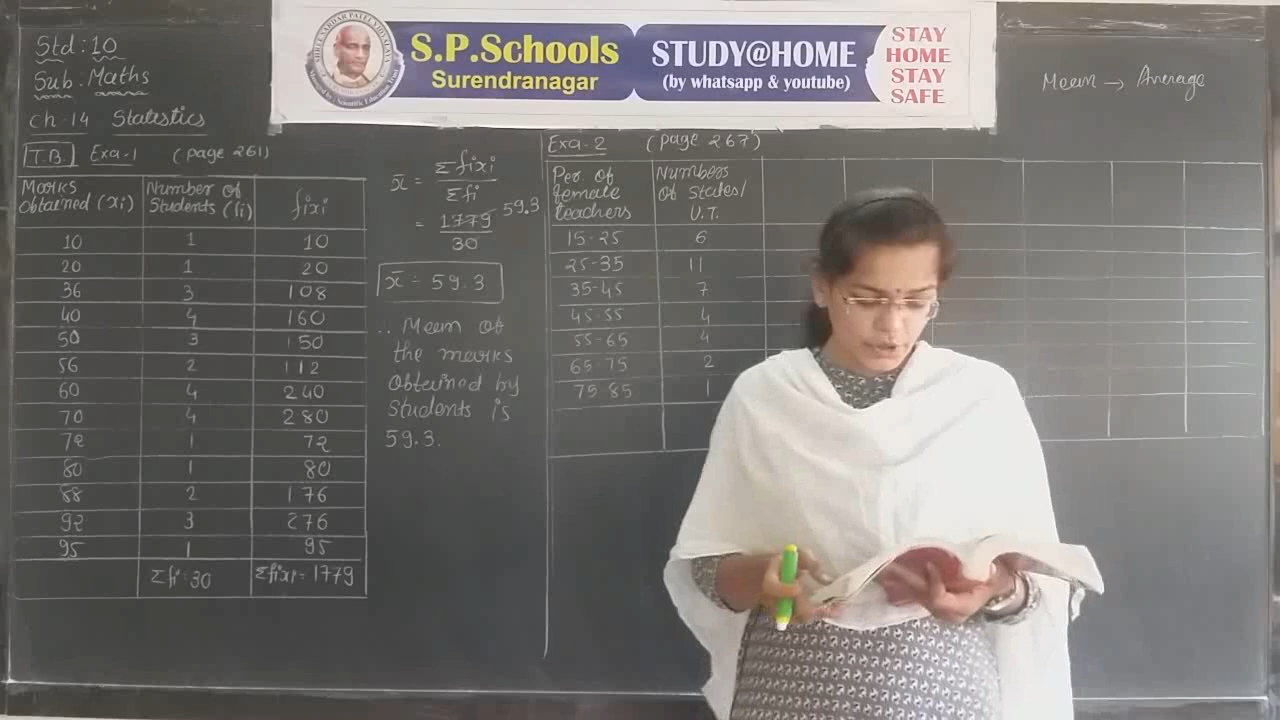 Std : 10
Sub : Maths
Ch-14 Statistics
T.B. Exa-1 (page 261)
Marks Obtained (xi) Number of Students (fi) fixi
10 1 10
20 1 20
36 3 108
40 4 160
50 3 150
56 2 112
60 4 240
70 4 280
72 1 72
80 1 80
88 2 176
92 3 276
95 1 95
Σfi = 30 Σfixi = 1779
x̄ = Σfixi / Σfi
= 1779 / 30 59.3
x̄ = 59.3
∴ Mean of
the marks
obtained by
students is
59.3.
S.P.Schools
Surendranagar
STUDY@HOME
(by whatsapp & youtube)
STAY
HOME
STAY
SAFE
Exa-2 (page 267)
Per. of female teachers Numbers Of States/ U.T.
15-25 6
25-35 11
35-45 7
45-55 4
55-65 4
65-75 2
75-85 1
Mean → Average